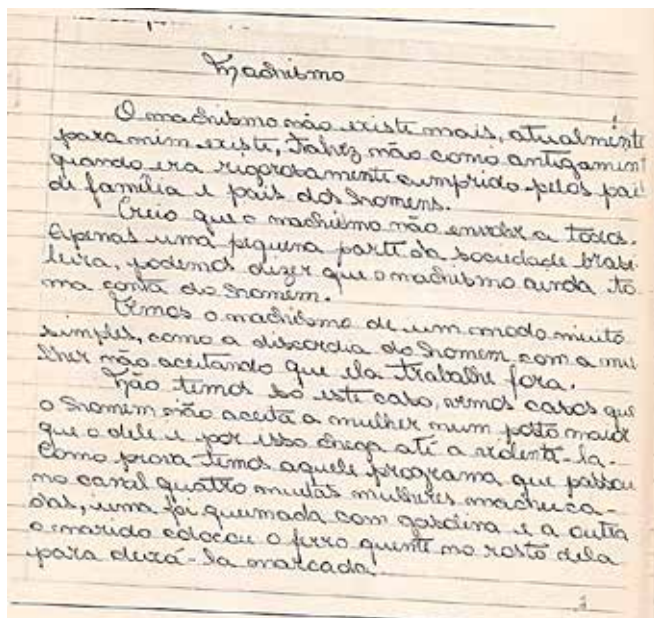 Machismo
O machismo não existe mais, atualmente
para mim existe, Talvez não como antigament
quando era rigorosamente cumprido pelos pai
de família e pais dos homens.
Creio que o machismo não envolve a todos.
Apenas uma pequena parte da sociedade brasi
leira, podemos dizer que o machismo ainda to
ma conta do homem.
Vemos o machismo de um modo muito
simples, como a discordia do homem com a mu
lher não aceitando que ela trabalhe fora.
Não temos só este caso, vemos casos que
o homem não aceita a mulher num posto maior
que o dele e por isso chega até a
Como prova temos aquele programa que passou
no canal quatro muitas mulheres machuca-
das, uma foi queimada com gasolina e a outra
o marido colocou o ferro quente no rosto dela
para deixá-la marcada